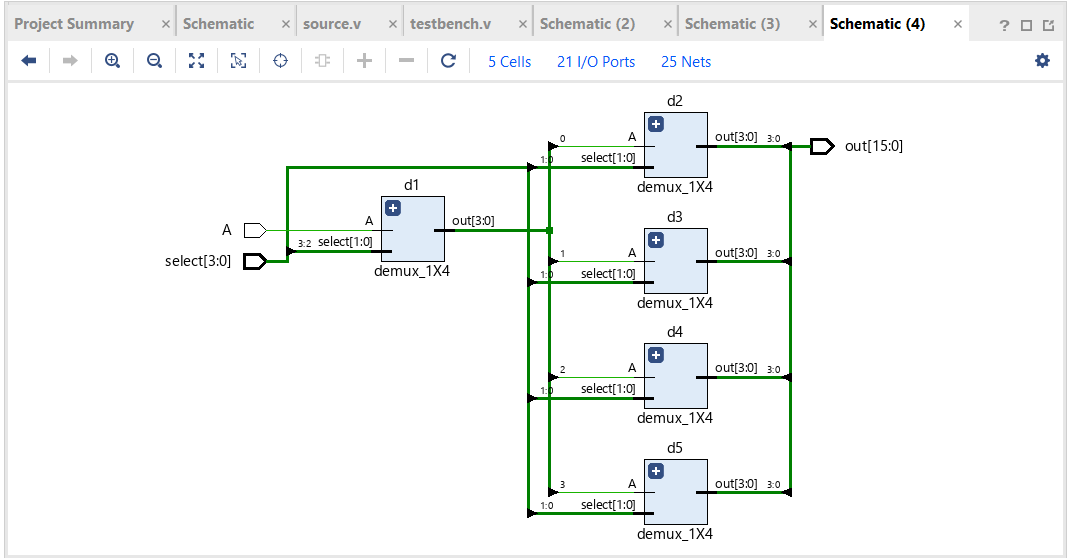 Project Summary × Schematic × source.v × testbench.v × Schematic (2) × Schematic (3) × Schematic (4) × ?
5 Cells 21 I/O Ports 25 Nets
d2
0 A out[3:0] 3:0 out[15:0]
1:0 select[1:0]
demux_1X4
d1
A A out[3:0]
select[3:0] 3:2 select[1:0]
demux_1X4
d3
1 A out[3:0] 3:0
1:0 select[1:0]
demux_1X4
d4
2 A out[3:0] 3:0
1:0 select[1:0]
demux_1X4
d5
3 A out[3:0] 3:0
1:0 select[1:0]
demux_1X4